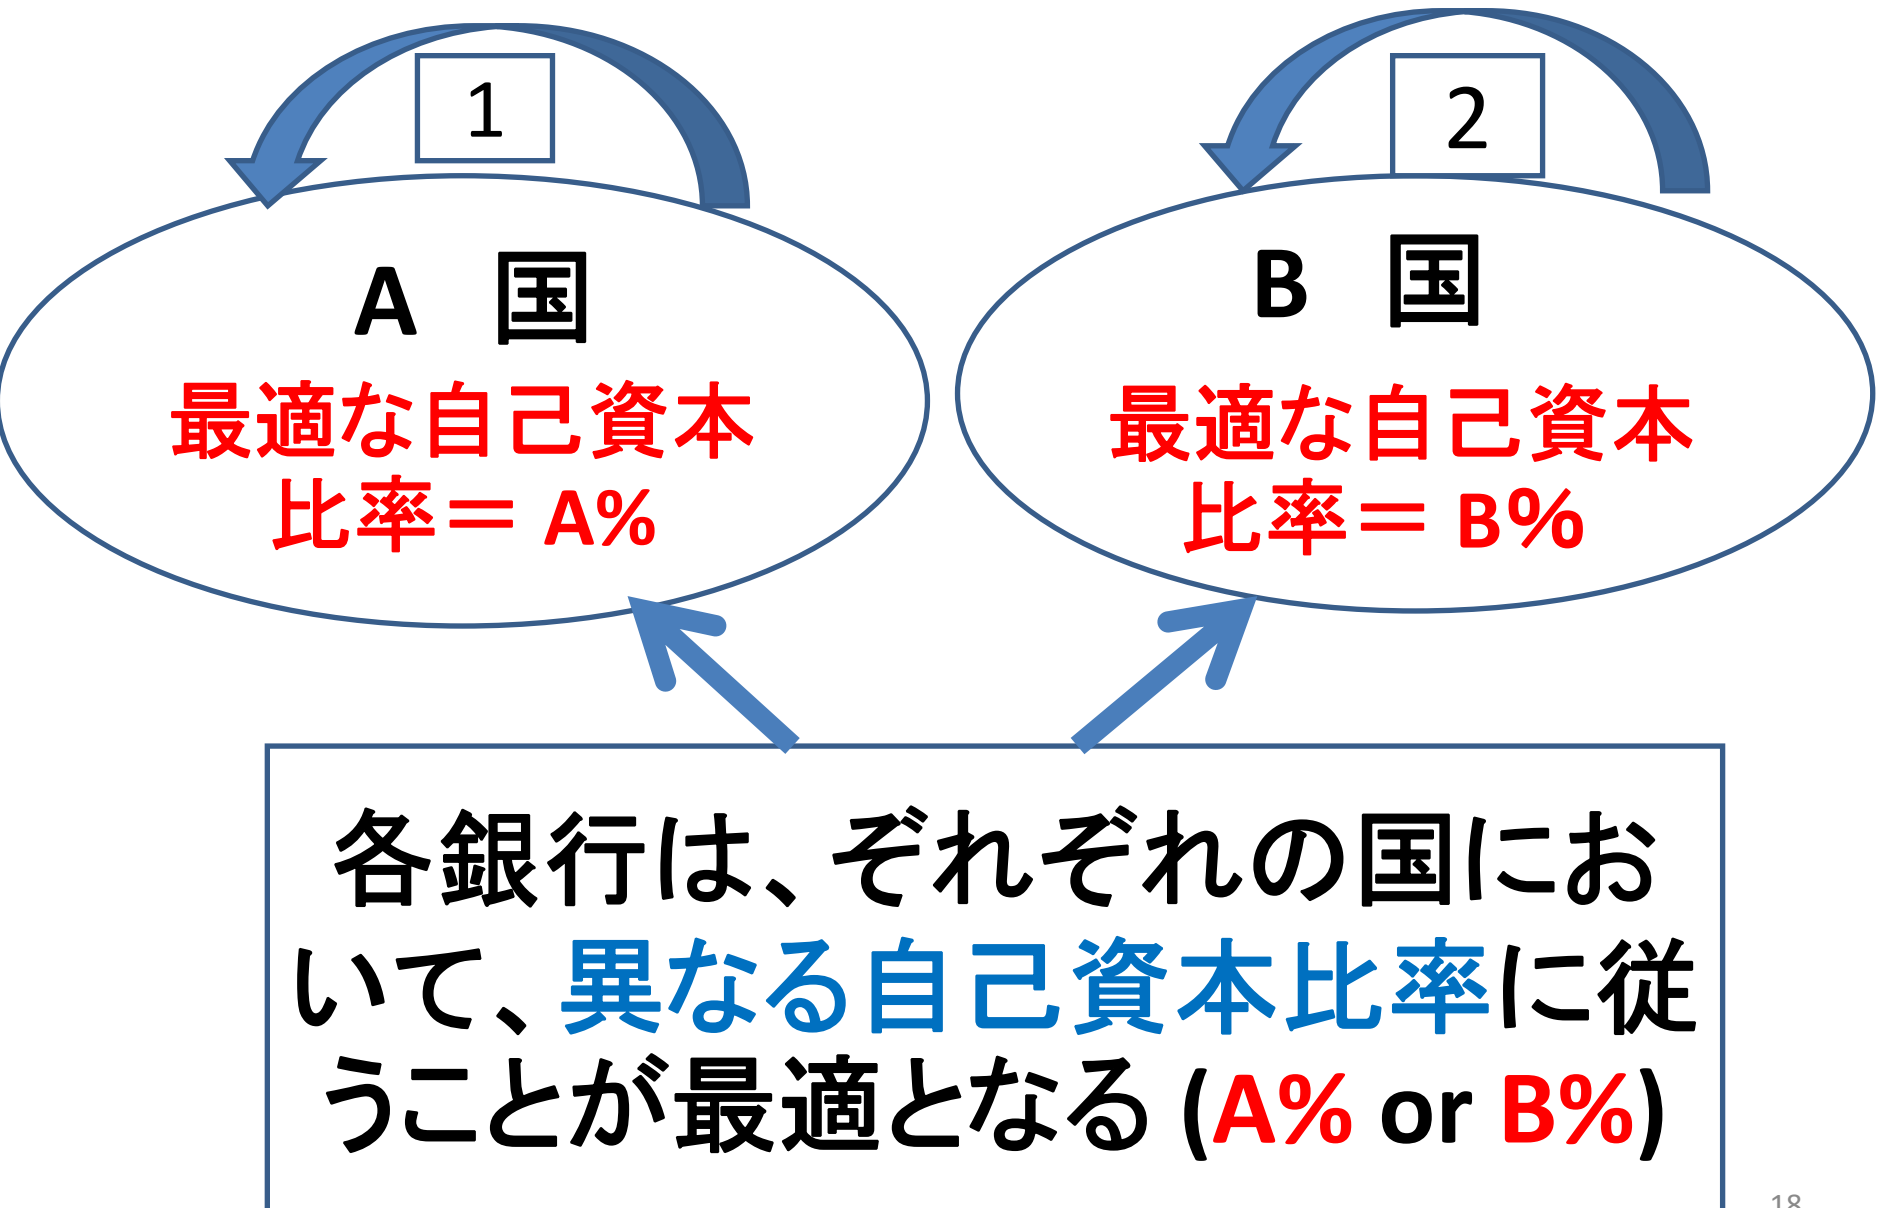 1
2
A 国
最適な自己資本
比率＝ A%
B 国
最適な自己資本
比率＝ B%
各銀行は、ぞれぞれの国にお
いて、異なる自己資本比率に従
うことが最適となる (A% or B%)
18